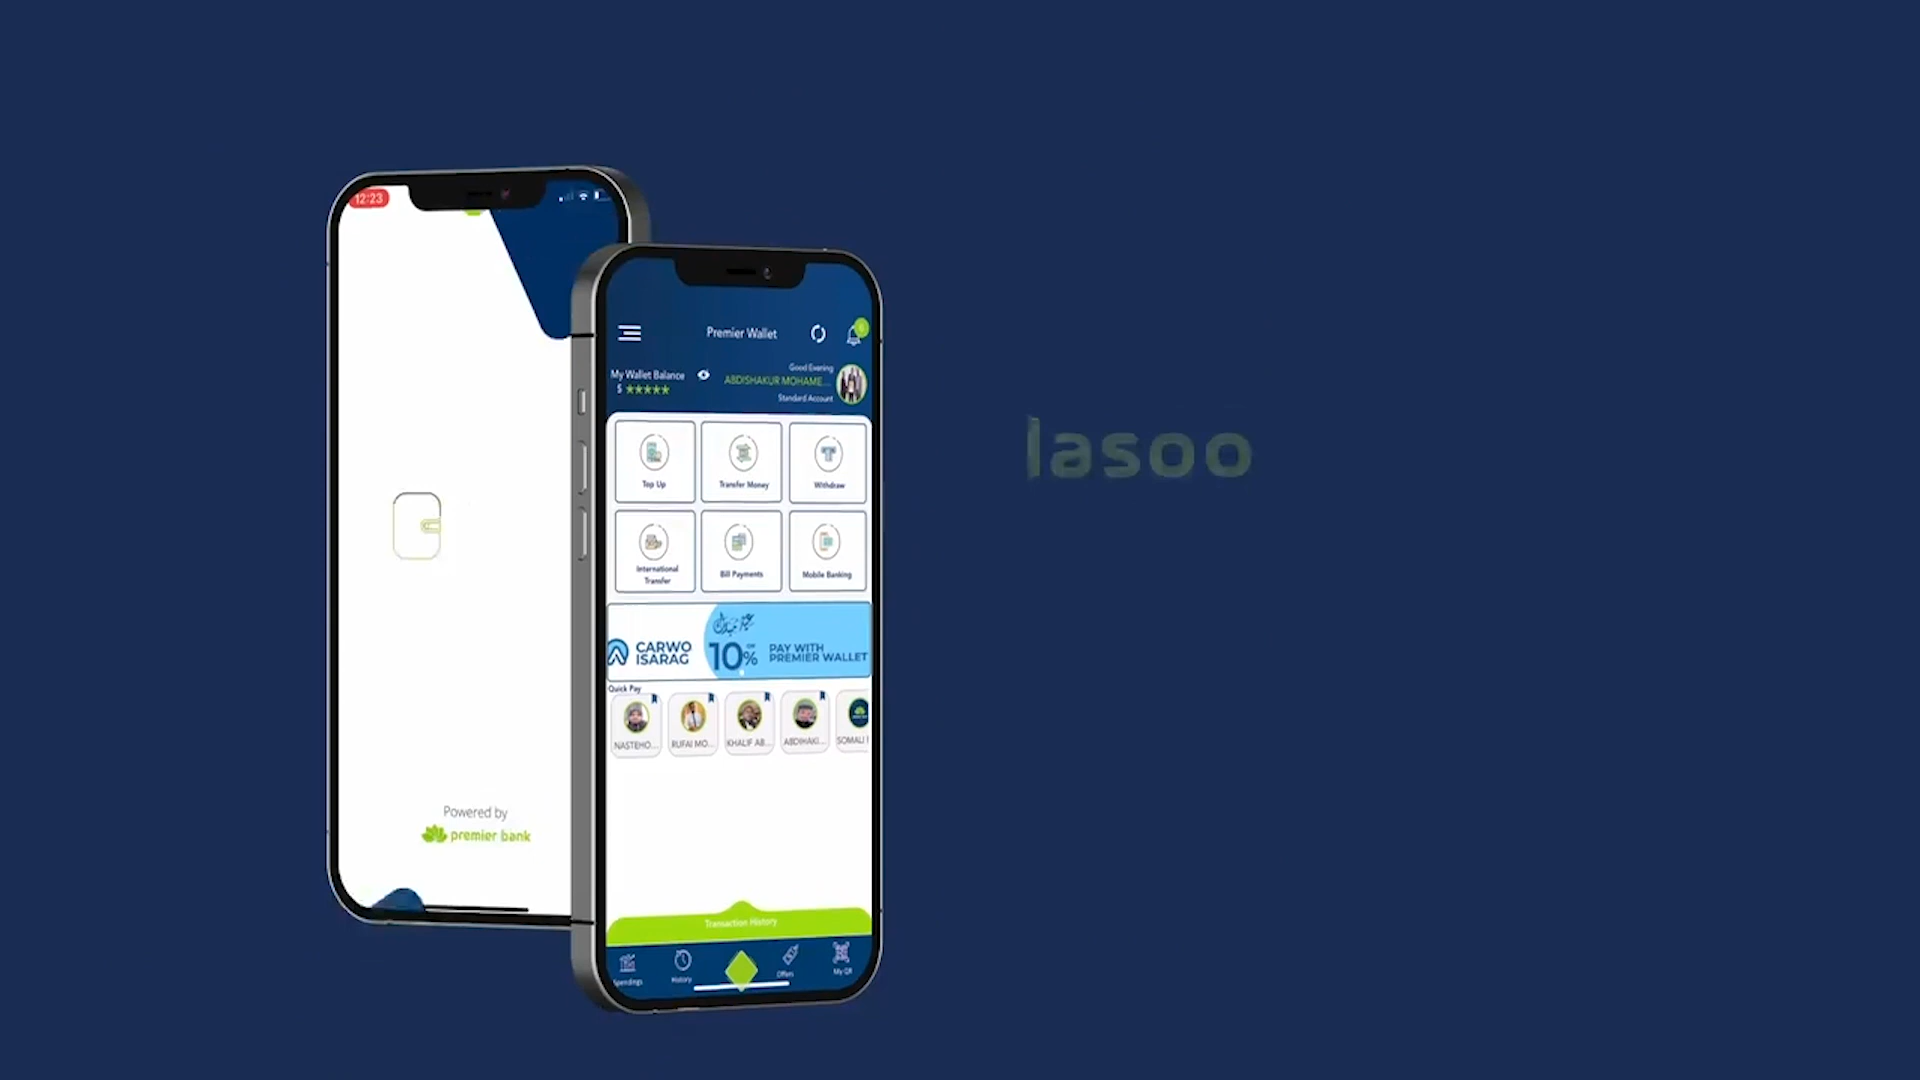 12:23
Powered by
premier bank
Premier Wallet
Good Evening
My Wallet Balance
ABDISHAKUR MOHAME...
$ ★★★★★
Standard Account
Top Up
Transfer Money
Withdraw
International
Transfer
Bill Payments
Mobile Banking
CARWO
ISARAG
10%
PAY WITH
PREMIER WALLET
Quick Pay
NASTEHO...
RUFAI MO...
KHALIF AB...
ABDIHAKI...
SOMALI
Transaction History
Spendings
History
Offers
My QR
lasoo